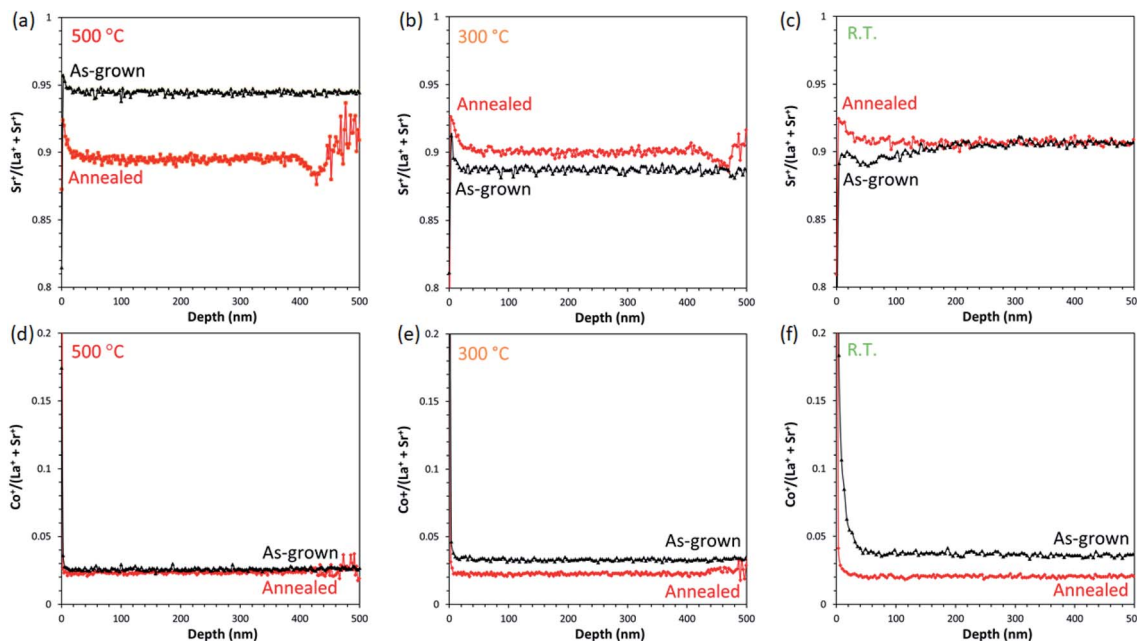 (a)
500 °C
As-grown
Annealed
Sr⁺/(La⁺ + Sr⁺)
1
0.95
0.9
0.85
0.8
0 100 200 300 400 500
Depth (nm)
(b)
300 °C
Annealed
As-grown
Sr⁺/(La⁺ + Sr⁺)
1
0.95
0.9
0.85
0.8
0 100 200 300 400 500
Depth (nm)
(c)
R.T.
Annealed
As-grown
Sr⁺/(La⁺ + Sr⁺)
1
0.95
0.9
0.85
0.8
0 100 200 300 400 500
Depth (nm)
(d)
500 °C
As-grown
Annealed
Co⁺/(La⁺ + Sr⁺)
0.2
0.15
0.1
0.05
0
0 100 200 300 400 500
Depth (nm)
(e)
300 °C
As-grown
Annealed
Co+/(La⁺ + Sr⁺)
0.2
0.15
0.1
0.05
0
0 100 200 300 400 500
Depth (nm)
(f)
R.T.
As-grown
Annealed
Co⁺/(La⁺ + Sr⁺)
0.2
0.15
0.1
0.05
0
0 100 200 300 400 500
Depth (nm)